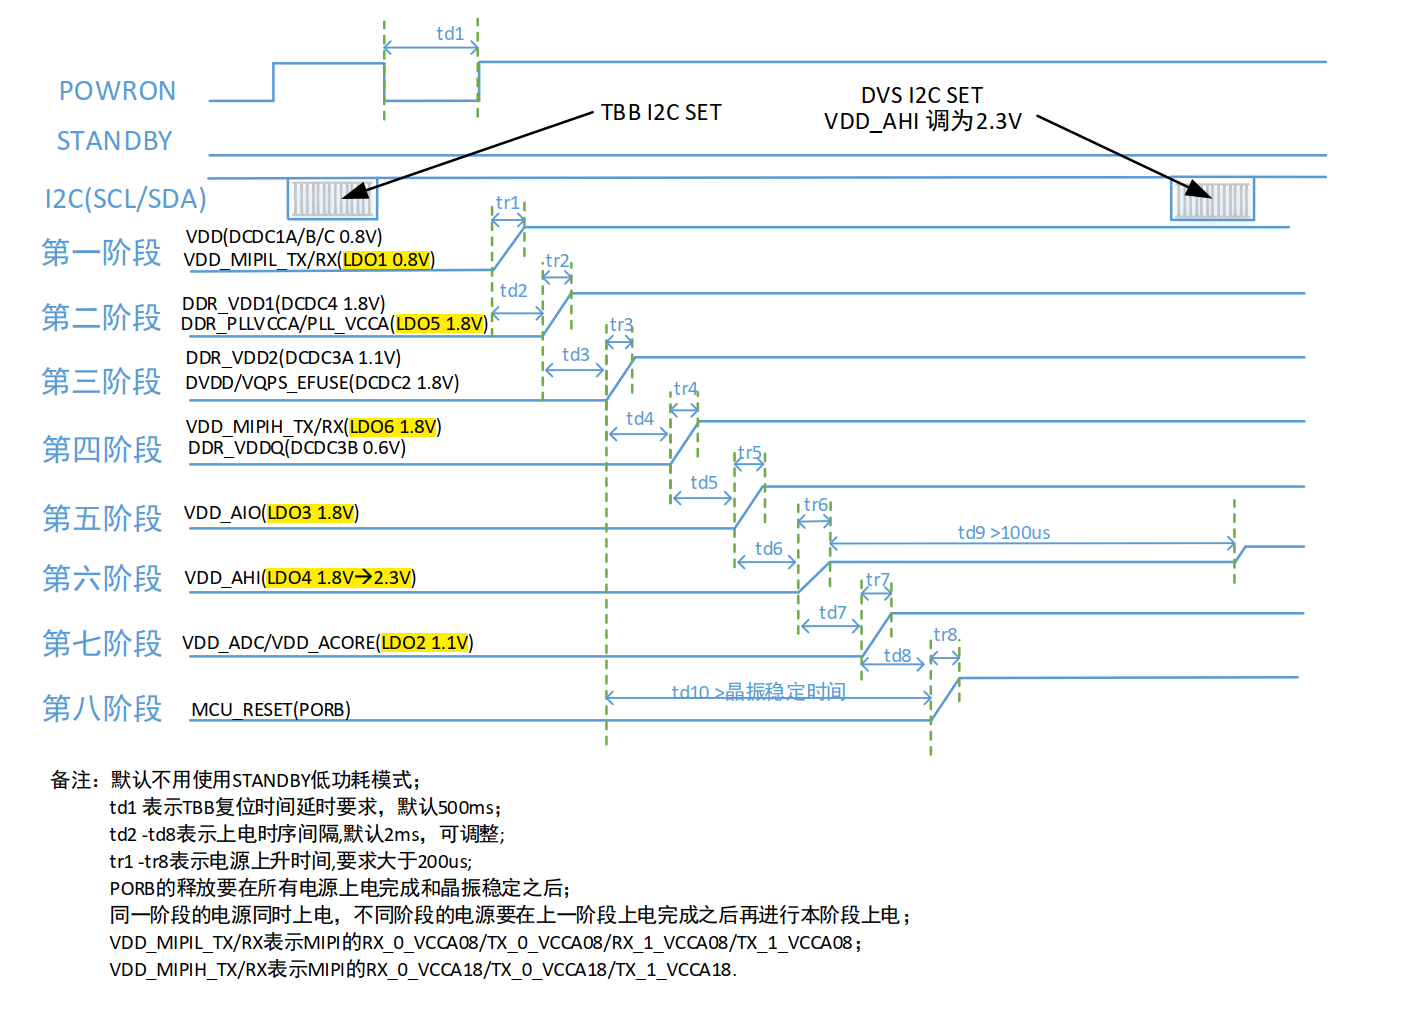 td1
POWRON
TBB I2C SET
DVS I2C SET
VDD_AHI 调为2.3V
STANDBY
I2C(SCL/SDA)
tr1
第一阶段
VDD(DCDC1A/B/C 0.8V)
VDD_MIPIL_TX/RX(LDO1 0.8V)
tr2
td2
第二阶段
DDR_VDD1(DCDC4 1.8V)
DDR_PLLVCCA/PLL_VCCA(LDO5 1.8V)
tr3
td3
第三阶段
DDR_VDD2(DCDC3A 1.1V)
DVDD/VQPS_EFUSE(DCDC2 1.8V)
tr4
td4
第四阶段
VDD_MIPIH_TX/RX(LDO6 1.8V)
DDR_VDDQ(DCDC3B 0.6V)
tr5
td5
第五阶段
VDD_AIO(LDO3 1.8V)
tr6
td6
td9 >100us
第六阶段
VDD_AHI(LDO4 1.8V→2.3V)
tr7
td7
第七阶段
VDD_ADC/VDD_ACORE(LDO2 1.1V)
tr8
td8
td10 >晶振稳定时间
第八阶段
MCU_RESET(PORB)
备注：默认不用使用STANDBY低功耗模式；
td1 表示TBB复位时间延时要求，默认500ms；
td2 -td8表示上电时序间隔,默认2ms，可调整;
tr1 -tr8表示电源上升时间,要求大于200us;
PORB的释放要在所有电源上电完成和晶振稳定之后；
同一阶段的电源同时上电，不同阶段的电源要在上一阶段上电完成之后再进行本阶段上电；
VDD_MIPIL_TX/RX表示MIPI的RX_0_VCCA08/TX_0_VCCA08/RX_1_VCCA08/TX_1_VCCA08；
VDD_MIPIH_TX/RX表示MIPI的RX_0_VCCA18/TX_0_VCCA18/TX_1_VCCA18.